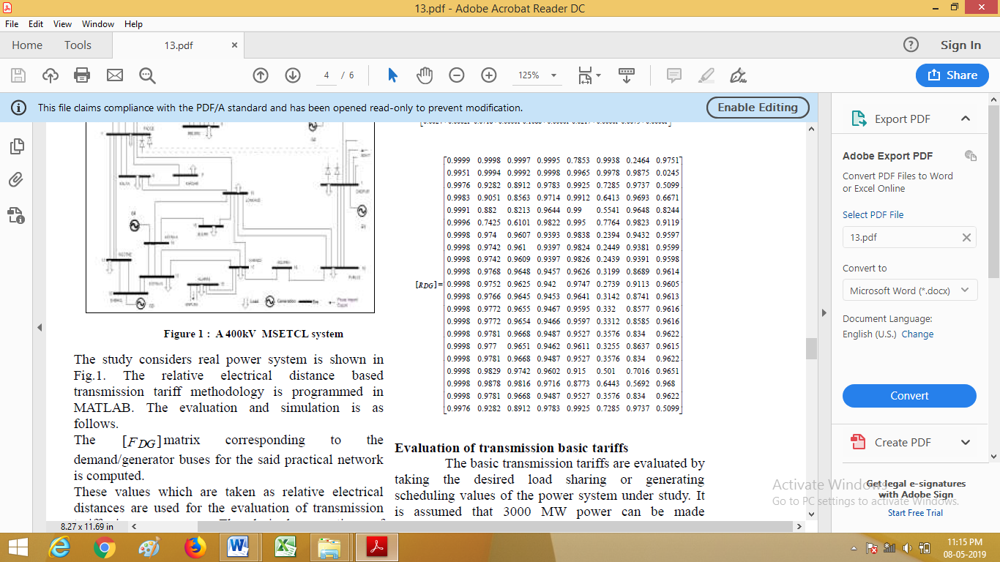 13.pdf - Adobe Acrobat Reader DC
File Edit View Window Help
Home Tools 13.pdf × Sign In
4 / 6 125% Share
This file claims compliance with the PDF/A standard and has been opened read-only to prevent modification. Enable Editing
Figure 1 : A 400kV MSETCL system
The study considers real power system is shown in
Fig.1. The relative electrical distance based
transmission tariff methodology is programmed in
MATLAB. The evaluation and simulation is as
follows.
The [FDG] matrix corresponding to the
demand/generator buses for the said practical network
is computed.
These values which are taken as relative electrical
distances are used for the evaluation of transmission
8.27 x 11.69 in
0.9999 0.9998 0.9997 0.9995 0.7853 0.9938 0.2464 0.9751
0.9951 0.9994 0.9992 0.9998 0.9965 0.9978 0.9875 0.0245
0.9976 0.9282 0.8912 0.9783 0.9925 0.7285 0.9737 0.5099
0.9983 0.9051 0.8563 0.9714 0.9912 0.6413 0.9693 0.6671
0.9991 0.882 0.8213 0.9644 0.99 0.5541 0.9648 0.8244
0.9996 0.7425 0.6101 0.9822 0.995 0.7764 0.9823 0.9119
0.9998 0.974 0.9607 0.9393 0.9838 0.2394 0.9432 0.9597
0.9998 0.9742 0.961 0.9397 0.9824 0.2449 0.9381 0.9599
0.9998 0.9742 0.9609 0.9397 0.9826 0.2439 0.9391 0.9598
0.9998 0.9768 0.9648 0.9457 0.9626 0.3199 0.8689 0.9614
[RDG]= 0.9998 0.9752 0.9625 0.942 0.9747 0.2739 0.9113 0.9605
0.9998 0.9766 0.9645 0.9453 0.9641 0.3142 0.8741 0.9613
0.9998 0.9772 0.9655 0.9467 0.9595 0.332 0.8577 0.9616
0.9998 0.9772 0.9654 0.9466 0.9597 0.3312 0.8585 0.9616
0.9998 0.9781 0.9668 0.9487 0.9527 0.3576 0.834 0.9622
0.9998 0.977 0.9651 0.9462 0.9611 0.3255 0.8637 0.9615
0.9998 0.9781 0.9668 0.9487 0.9527 0.3576 0.834 0.9622
0.9998 0.9829 0.9742 0.9602 0.915 0.501 0.7016 0.9651
0.9998 0.9878 0.9816 0.9716 0.8773 0.6443 0.5692 0.968
0.9998 0.9781 0.9668 0.9487 0.9527 0.3576 0.834 0.9622
0.9976 0.9282 0.8912 0.9783 0.9925 0.7285 0.9737 0.5099
Evaluation of transmission basic tariffs
The basic transmission tariffs are evaluated by
taking the desired load sharing or generating
scheduling values of the power system under study. It
is assumed that 3000 MW power can be made
Export PDF
Adobe Export PDF
Convert PDF Files to Word
or Excel Online
Select PDF File
13.pdf
Convert to
Microsoft Word (*.docx)
Document Language:
English (U.S.) Change
Convert
Create PDF
Activate Windows
Go to PC settings to activate Windows.
Get legal e-signatures
with Adobe Sign
Start Free Trial
11:15 PM
08-05-2019